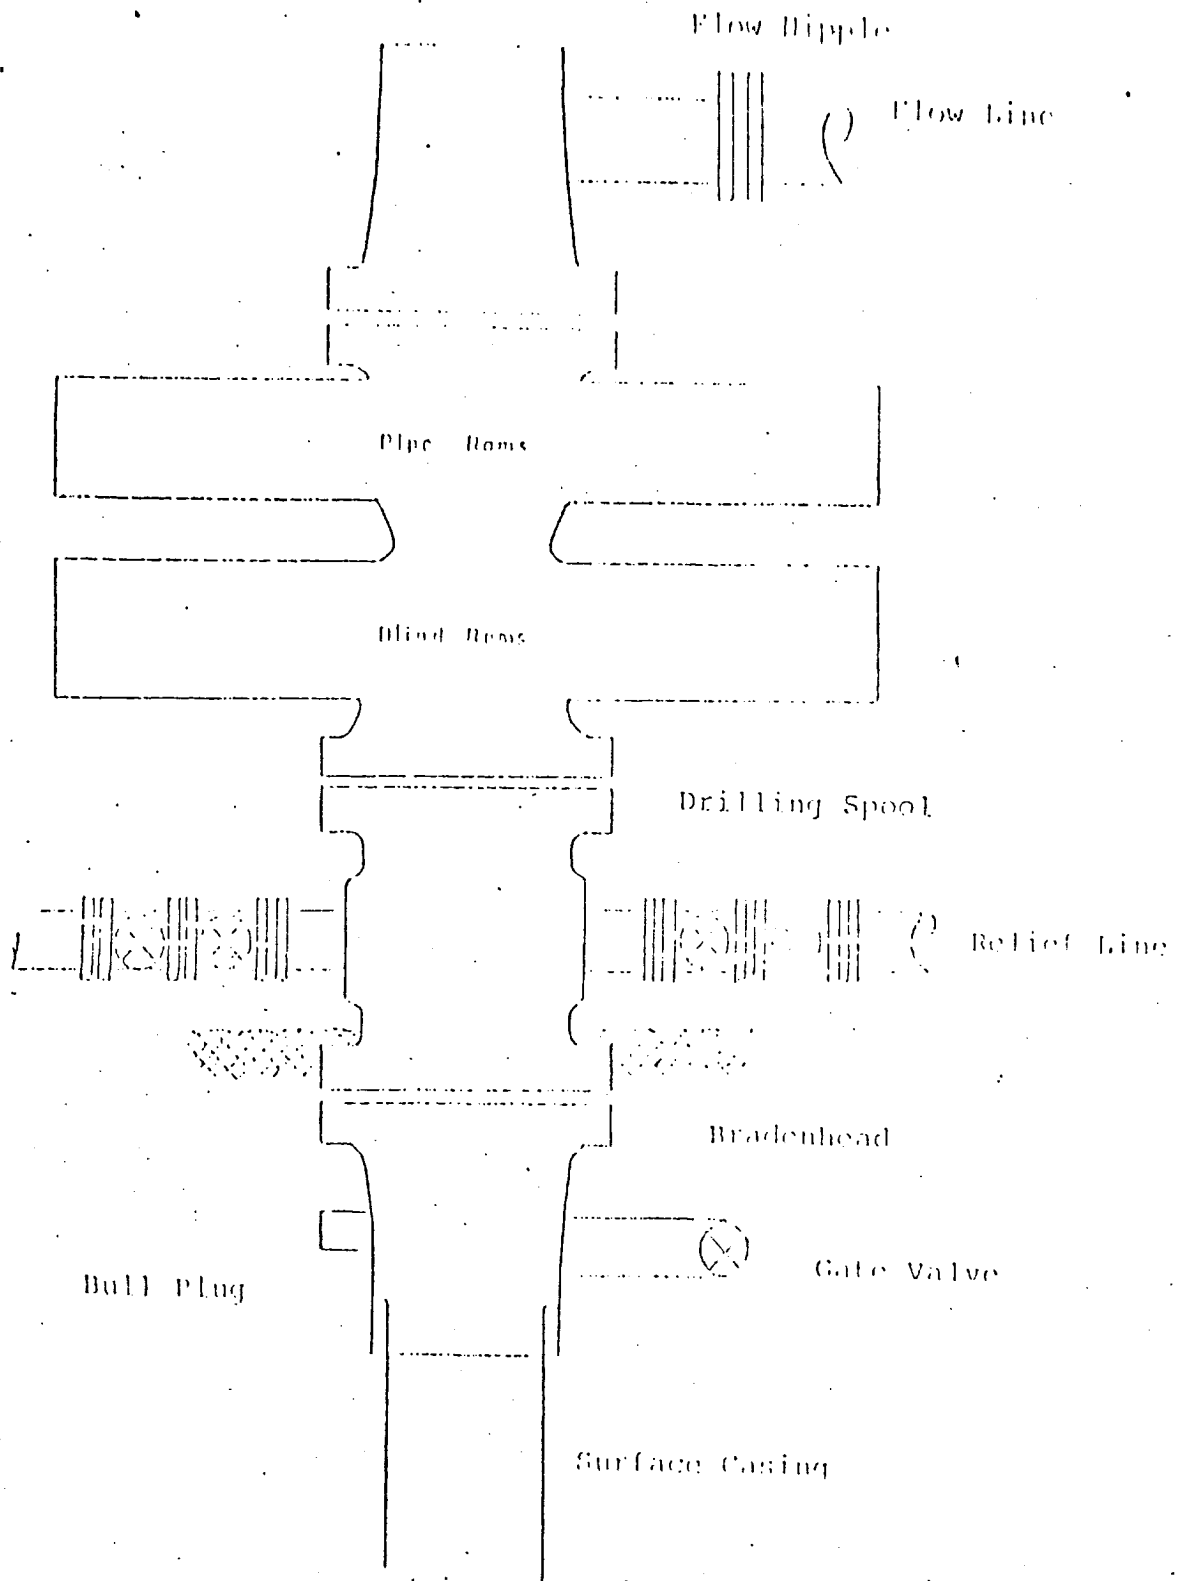 Flow Nipple
Flow Line
Pipe Rams
Blind Rams
Drilling Spool
Relief Line
Bradenhead
Gate Valve
Bull Plug
Surface Casing